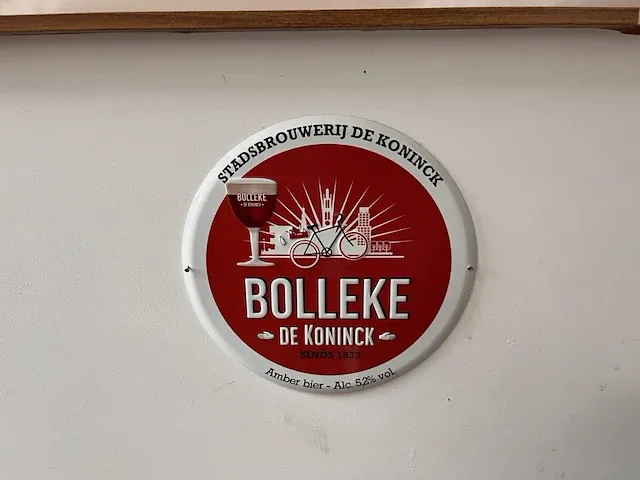 STADSBROUWERIJ DE KONINCK
BOLLEKE
DE KONINCK
BOLLEKE
DE KONINCK
SINDS 1833
Amber bier - Alc. 5.2% vol.